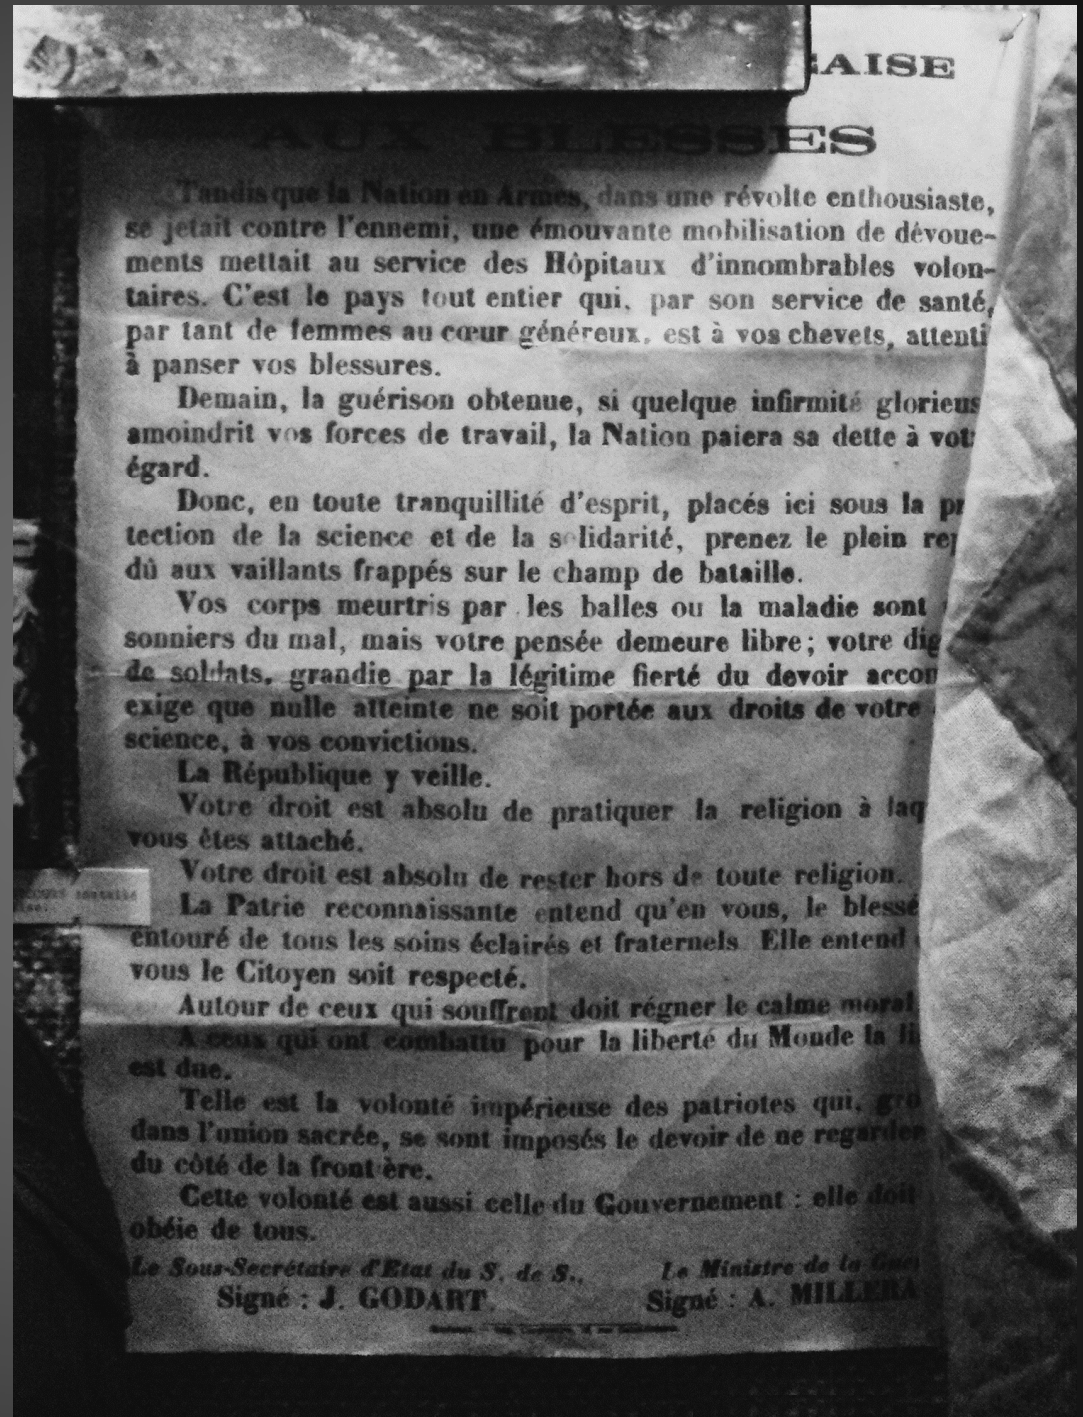 ÇAISE
AUX BLESSES
Tandis que la Nation en Armes, dans une révolte enthousiaste,
se jetait contre l'ennemi, une émouvante mobilisation de dévoue-
ments mettait au service des Hôpitaux d'innombrables volon-
taires. C'est le pays tout entier qui, par son service de santé,
par tant de femmes au cœur généreux, est à vos chevets, attenti
à panser vos blessures.
Demain, la guérison obtenue, si quelque infirmité glorieus
amoindrit vos forces de travail, la Nation paiera sa dette à vot
égard.
Donc, en toute tranquillité d'esprit, placés ici sous la pr
tection de la science et de la solidarité, prenez le plein rep
dû aux vaillants frappés sur le champ de bataille.
Vos corps meurtris par les balles ou la maladie sont
sonniers du mal, mais votre pensée demeure libre ; votre dig
de soldats, grandie par la légitime fierté du devoir accom
exige que nulle atteinte ne soit portée aux droits de votre
science, à vos convictions.
La République y veille.
Votre droit est absolu de pratiquer la religion à laq
vous êtes attaché.
Votre droit est absolu de rester hors de toute religion.
La Patrie reconnaissante entend qu'en vous, le blessé
entouré de tous les soins éclairés et fraternels. Elle entend
vous le Citoyen soit respecté.
Autour de ceux qui souffrent doit régner le calme moral
A ceux qui ont combattu pour la liberté du Monde la li
est due.
Telle est la volonté impérieuse des patriotes qui, gro
dans l'union sacrée, se sont imposés le devoir de ne regarder
du côté de la frontière.
Cette volonté est aussi celle du Gouvernement : elle doit
obéie de tous.
Le Sous-Secrétaire d'Etat du S. de S., Le Ministre de la Guer
Signé : J. GODART. Signé : A. MILLERA